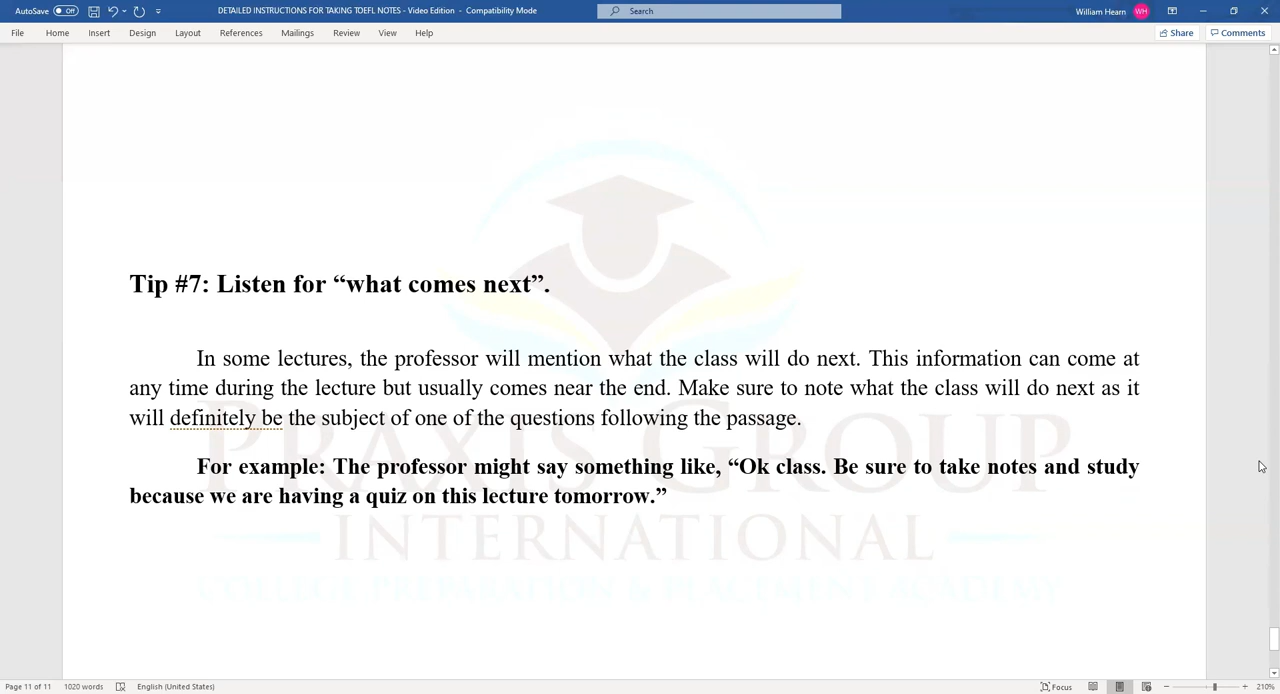 AutoSave Off DETAILED INSTRUCTIONS FOR TAKING TOEFL NOTES - Video Edition - Compatibility Mode Search William Hearn WH
File Home Insert Design Layout References Mailings Review View Help Share Comments
Tip #7: Listen for “what comes next”.
In some lectures, the professor will mention what the class will do next. This information can come at
any time during the lecture but usually comes near the end. Make sure to note what the class will do next as it
will definitely be the subject of one of the questions following the passage.
For example: The professor might say something like, “Ok class. Be sure to take notes and study
because we are having a quiz on this lecture tomorrow.”
PRAXIS GROUP
INTERNATIONAL
COLLEGE PREPARATION & PLACEMENT ACADEMY
Page 11 of 11 1020 words English (United States) Focus 210%